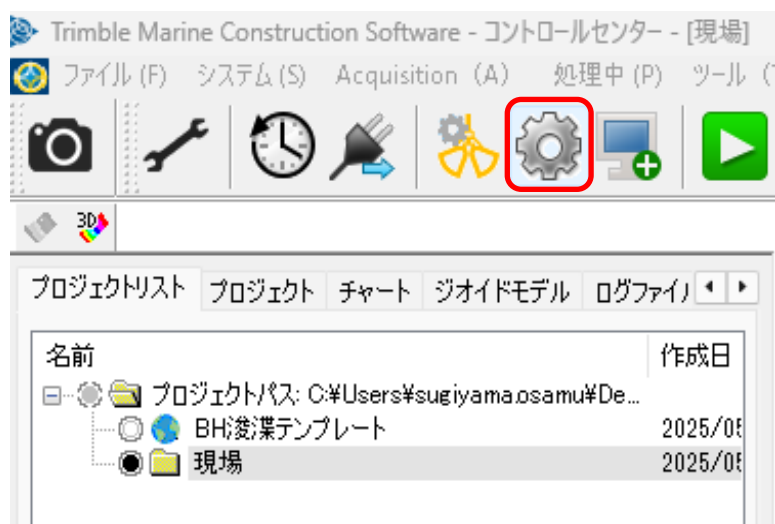 Trimble Marine Construction Software - コントロールセンター - [現場]
ファイル (F) システム (S) Acquisition (A) 処理中 (P) ツール (
3D
プロジェクトリスト プロジェクト チャート ジオイドモデル ログファイル
名前 作成日
プロジェクトパス: C:¥Users¥sugiyama.osamu¥De...
BH浚渫テンプレート 2025/05
現場 2025/05